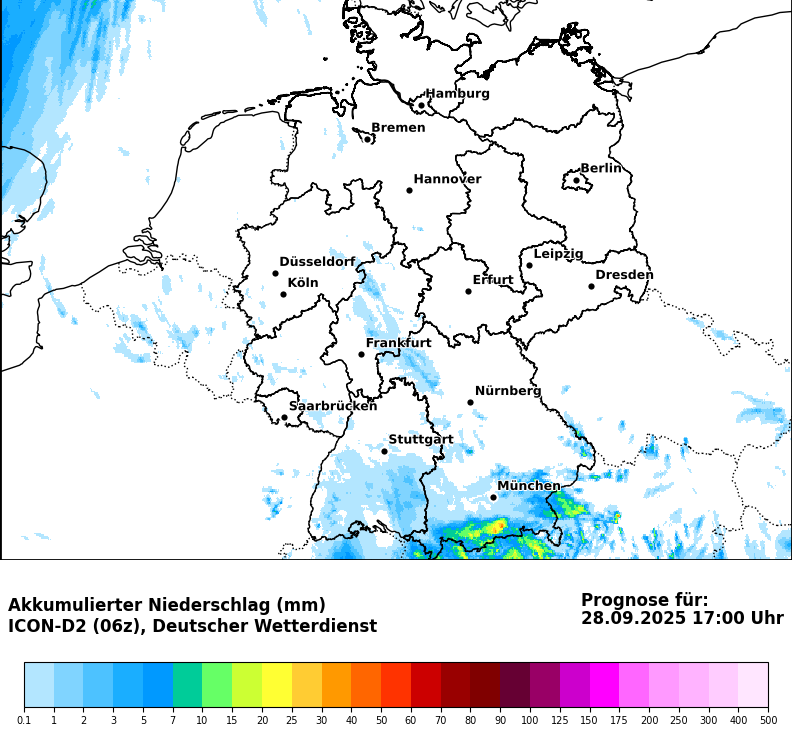 Hamburg
Bremen
Berlin
Hannover
Leipzig
Düsseldorf
Dresden
Köln
Erfurt
Frankfurt
Nürnberg
Saarbrücken
Stuttgart
München
Akkumulierter Niederschlag (mm)
ICON-D2 (06z), Deutscher Wetterdienst
Prognose für:
28.09.2025 17:00 Uhr
0.1 1 2 3 5 7 10 15 20 25 30 40 50 60 70 80 90 100 125 150 175 200 250 300 400 500